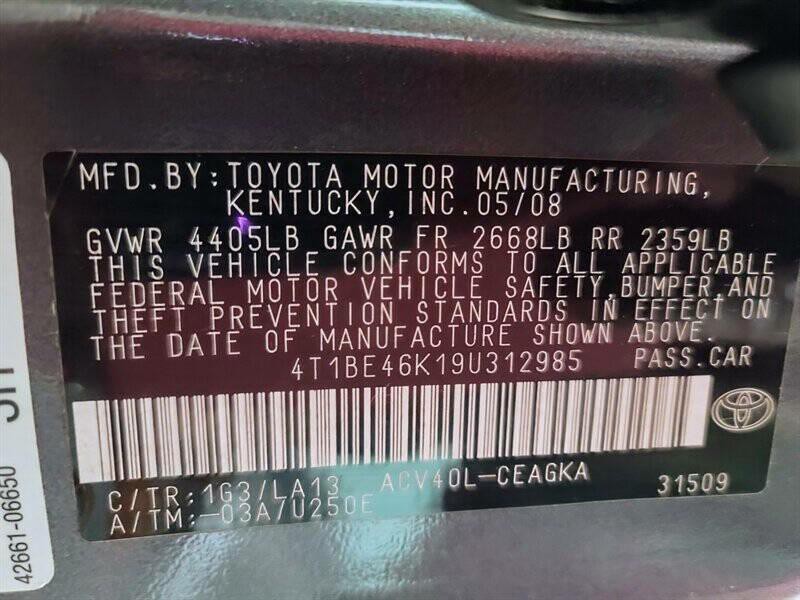 MFD.BY:TOYOTA MOTOR MANUFACTURING,
KENTUCKY,INC.05/08
GVWR 4405LB GAWR FR 2668LB RR 2359LB
THIS VEHICLE CONFORMS TO ALL APPLICABLE
FEDERAL MOTOR VEHICLE SAFETY,BUMPER,AND
THEFT PREVENTION STANDARDS IN EFFECT ON
THE DATE OF MANUFACTURE SHOWN ABOVE.
4T1BE46K19U312985 PASS.CAR
C/TR:1G3/LA13 ACV40L-CEAGKA 31509
A/TM:-03A/U250E
42661-06650